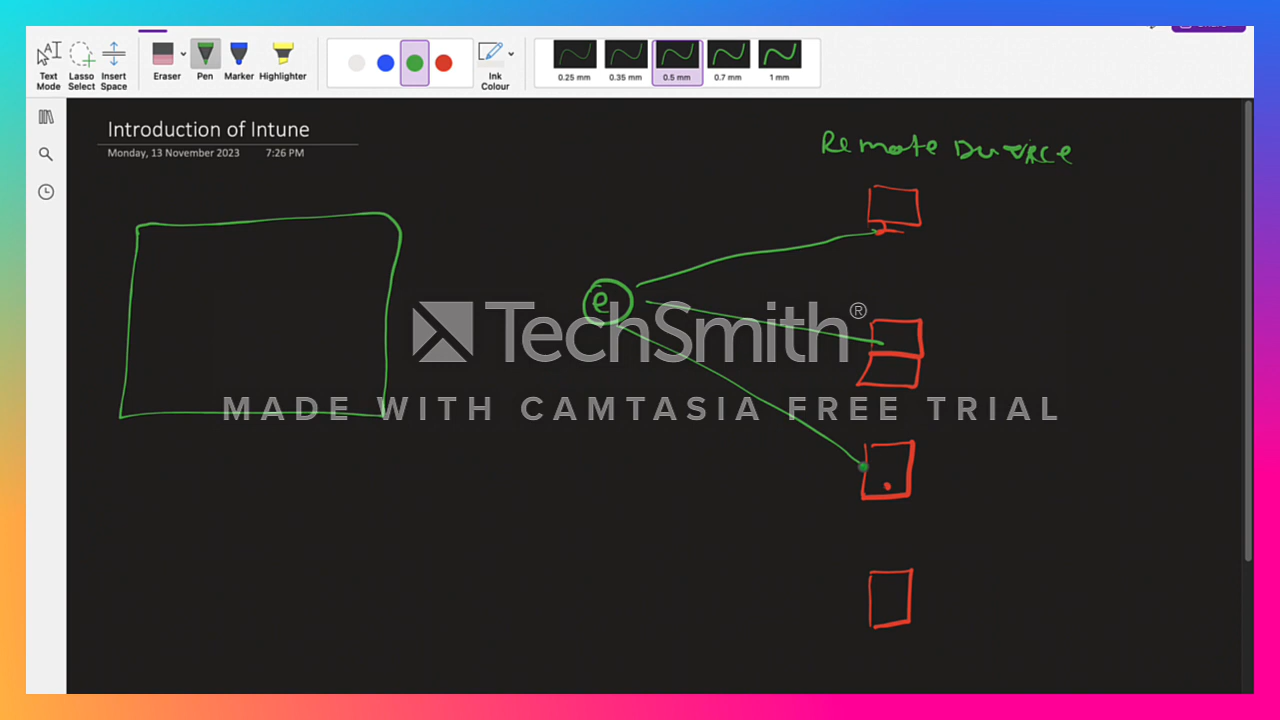 Text Mode
Lasso Select
Insert Space
Eraser
Pen
Marker
Highlighter
Ink Colour
0.25 mm
0.35 mm
0.5 mm
0.7 mm
1 mm
Introduction of Intune
Monday, 13 November 2023 7:26 PM
Remote
e
TechSmith®
MADE WITH CAMTASIA FREE TRIAL